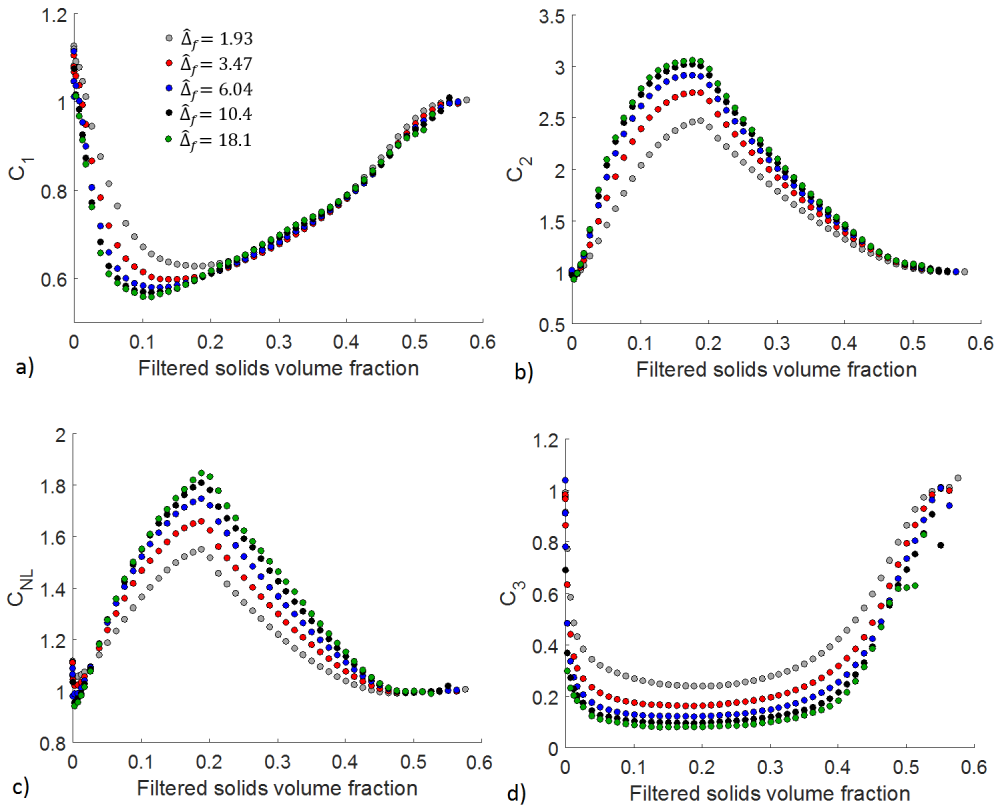 1.2
1
0.8
0.6
C1
Δ̂f = 1.93
Δ̂f = 3.47
Δ̂f = 6.04
Δ̂f = 10.4
Δ̂f = 18.1
0 0.1 0.2 0.3 0.4 0.5 0.6
Filtered solids volume fraction
a)
3.5
3
2.5
2
1.5
1
0.5
C2
0 0.1 0.2 0.3 0.4 0.5 0.6
Filtered solids volume fraction
b)
2
1.8
1.6
1.4
1.2
1
0.8
CNL
0 0.1 0.2 0.3 0.4 0.5 0.6
Filtered solids volume fraction
c)
1.2
1
0.8
0.6
0.4
0.2
0
C3
0 0.1 0.2 0.3 0.4 0.5 0.6
Filtered solids volume fraction
d)